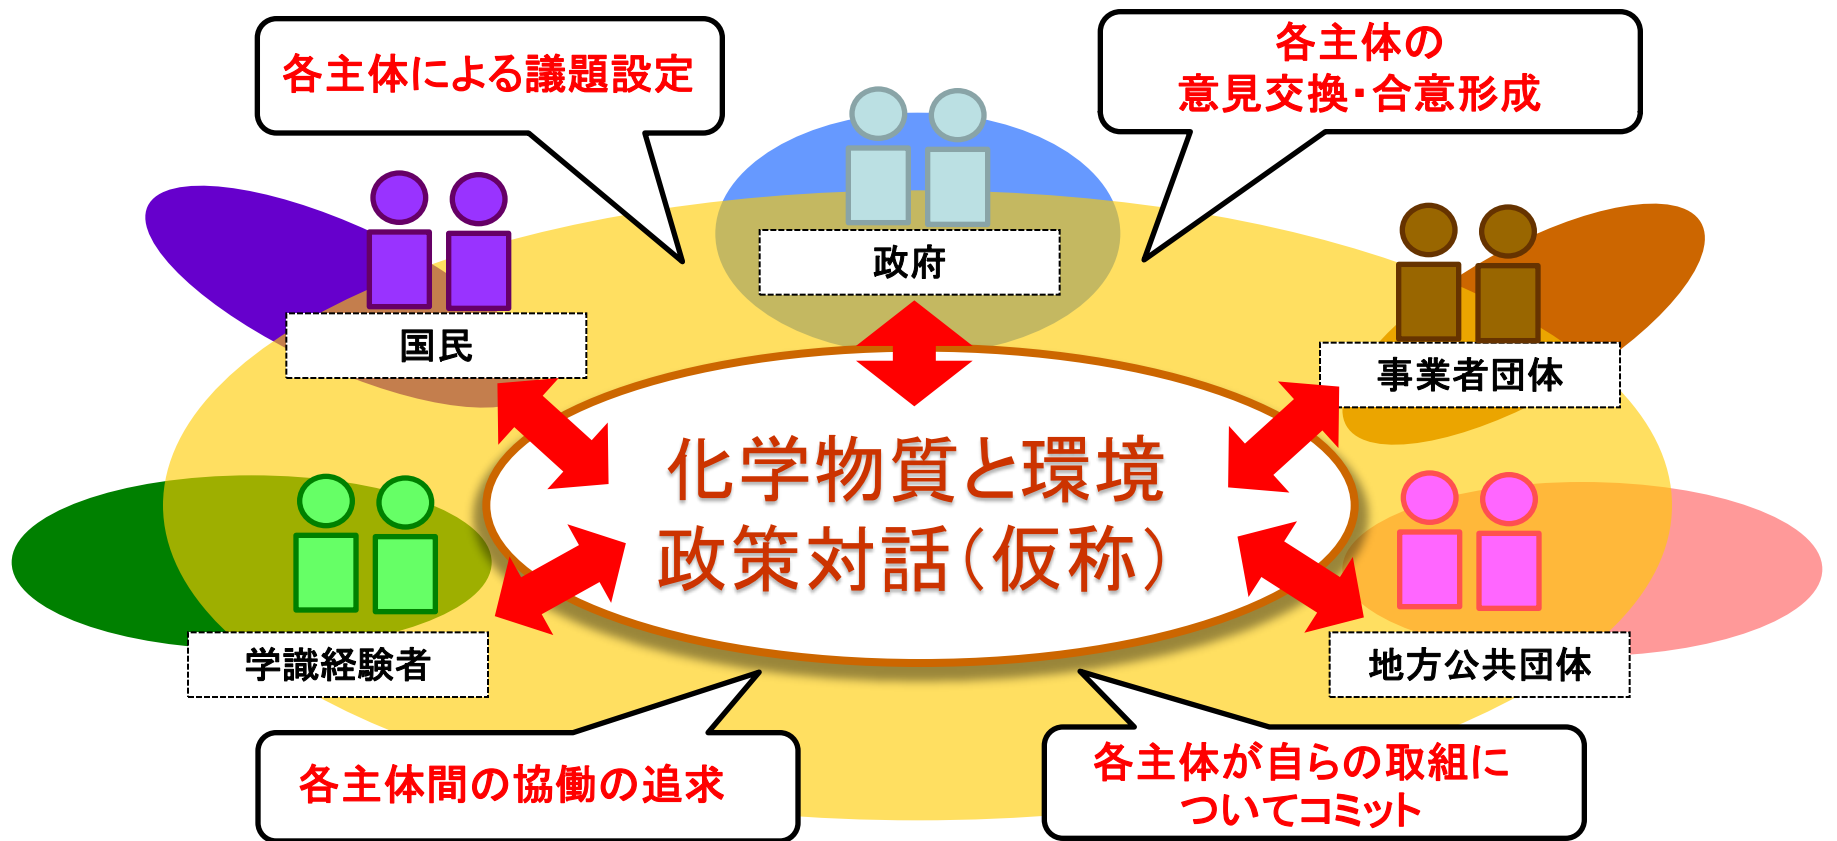 各主体による議題設定
各主体の
意見交換・合意形成
政府
国民
事業者団体
化学物質と環境
政策対話(仮称)
学識経験者
地方公共団体
各主体間の協働の追求
各主体が自らの取組に
ついてコミット